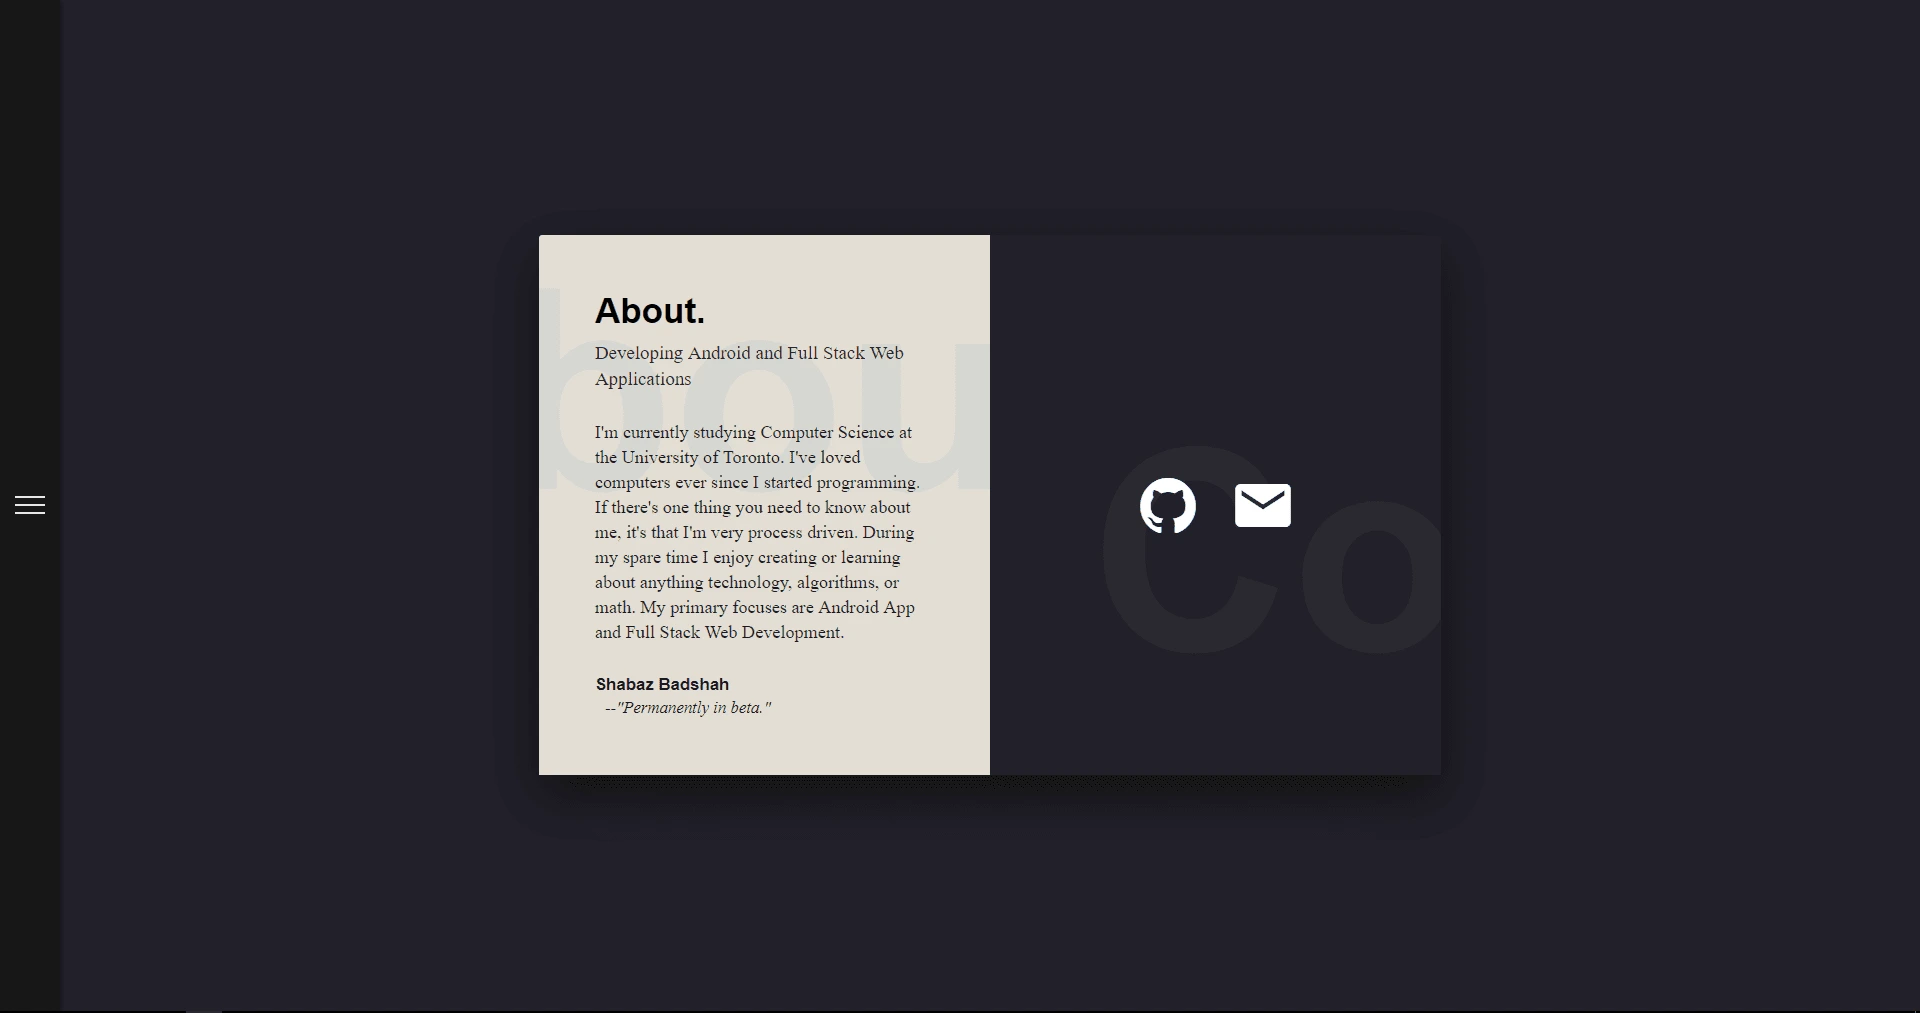 About.
bou
Developing Android and Full Stack Web
Applications
I'm currently studying Computer Science at
the University of Toronto. I've loved
computers ever since I started programming.
If there's one thing you need to know about
me, it's that I'm very process driven. During
my spare time I enjoy creating or learning
about anything technology, algorithms, or
math. My primary focuses are Android App
and Full Stack Web Development.
Shabaz Badshah
--"Permanently in beta."
Co